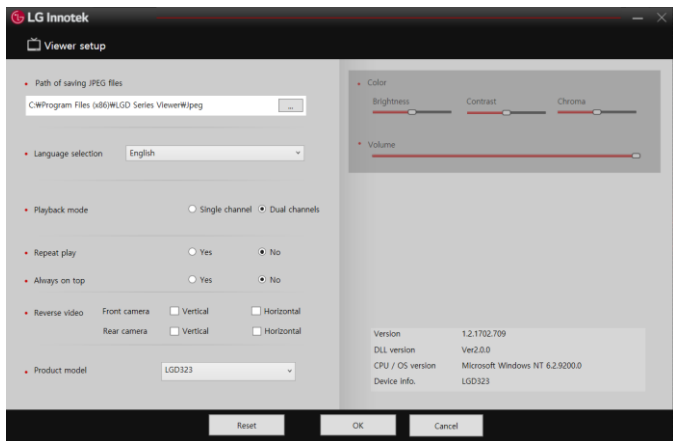 LG Innotek
Viewer setup
Path of saving JPEG files
C:₩Program Files (x86)₩LGD Series Viewer₩Jpeg
...
Language selection English
Playback mode Single channel Dual channels
Repeat play Yes No
Always on top Yes No
Reverse video Front camera Vertical Horizontal
Rear camera Vertical Horizontal
Product model LGD323
Color
Brightness Contrast Chroma
Volume
Version 1.2.1702.709
DLL version Ver2.0.0
CPU / OS version Microsoft Windows NT 6.2.9200.0
Device Info. LGD323
Reset OK Cancel